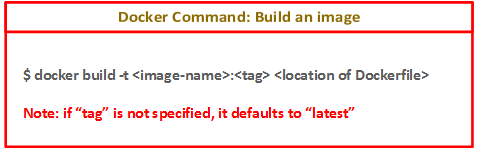 Docker Command: Build an image
$ docker build -t <image-name>:<tag> <location of Dockerfile>
Note: if “tag” is not specified, it defaults to “latest”